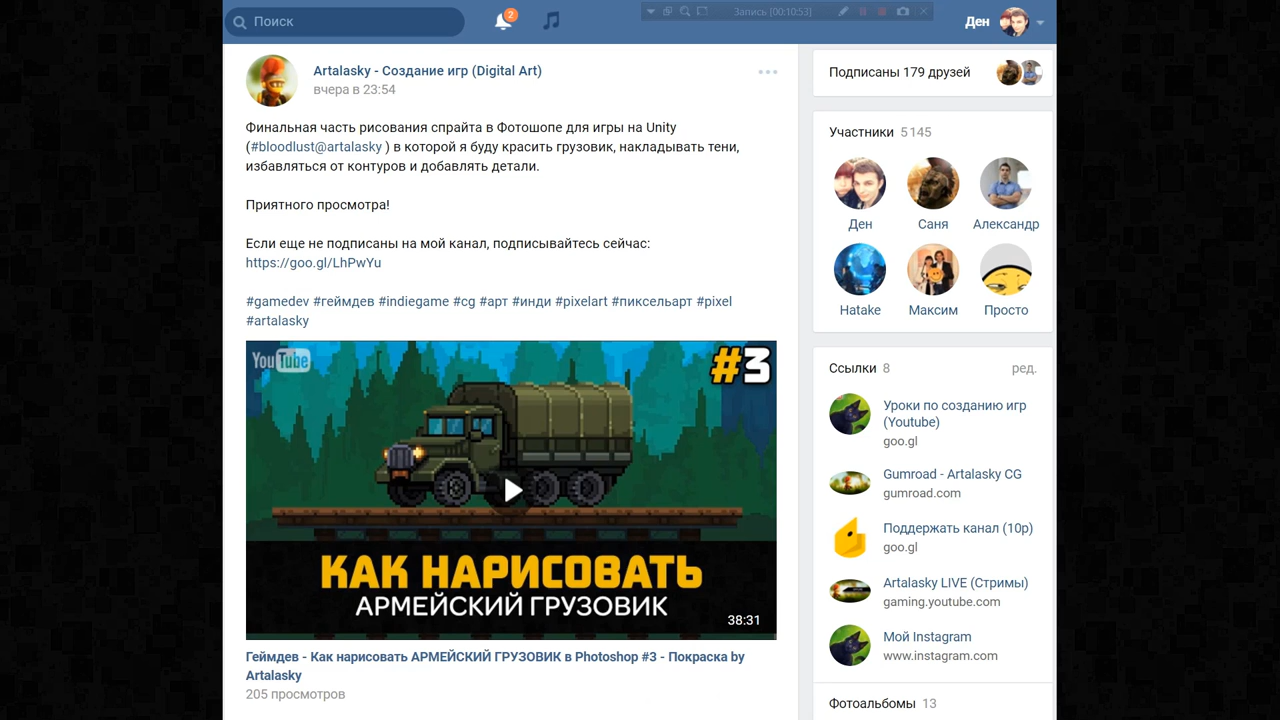 Поиск
2
Запись [00:10:53]
Ден
Artalasky - Создание игр (Digital Art)
вчера в 23:54
Финальная часть рисования спрайта в Фотошопе для игры на Unity
(#bloodlust@artalasky ) в которой я буду красить грузовик, накладывать тени,
избавляться от контуров и добавлять детали.
Приятного просмотра!
Если еще не подписаны на мой канал, подписывайтесь сейчас:
https://goo.gl/LhPwYu
#gamedev #геймдев #indiegame #cg #арт #инди #pixelart #пиксельарт #pixel
#artalasky
YouTube
#3
КАК НАРИСОВАТЬ
АРМЕЙСКИЙ ГРУЗОВИК
38:31
Геймдев - Как нарисовать АРМЕЙСКИЙ ГРУЗОВИК в Photoshop #3 - Покраска by
Artalasky
205 просмотров
Подписаны 179 друзей
Участники 5 145
Ден
Саня
Александр
Hatake
Максим
Просто
Ссылки 8
ред.
Уроки по созданию игр
(Youtube)
goo.gl
Gumroad - Artalasky CG
gumroad.com
Поддержать канал (10р)
goo.gl
Artalasky LIVE (Стримы)
gaming.youtube.com
Мой Instagram
www.instagram.com
Фотоальбомы 13